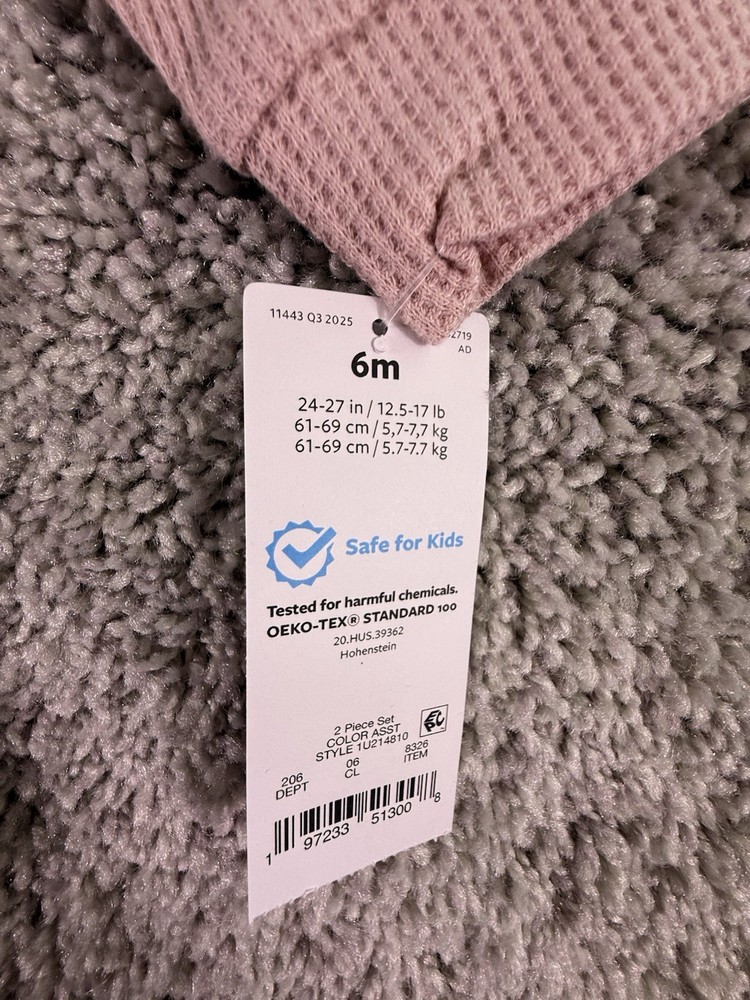 11443 Q3 2025
2719
AD
6m
24-27 in / 12.5-17 lb
61-69 cm / 5,7-7,7 kg
61-69 cm / 5.7-7.7 kg
Safe for Kids
Tested for harmful chemicals.
OEKO-TEX® STANDARD 100
20.HUS.39362
Hohenstein
2 Piece Set
COLOR ASST
STYLE 1U214810
206 06 8326
DEPT CL ITEM
1 97233 51300 8